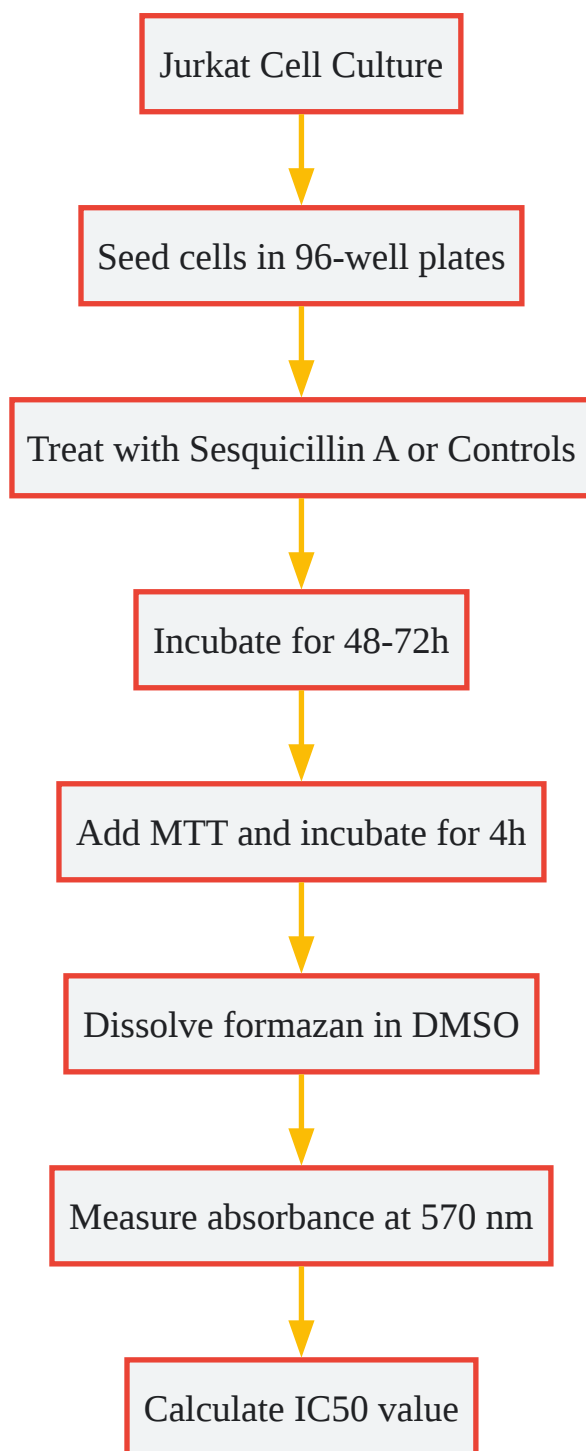 Jurkat Cell Culture
Seed cells in 96-well plates
Treat with Sesquicillin A or Controls
Incubate for 48-72h
Add MTT and incubate for 4h
Dissolve formazan in DMSO
Measure absorbance at 570 nm
Calculate IC50 value